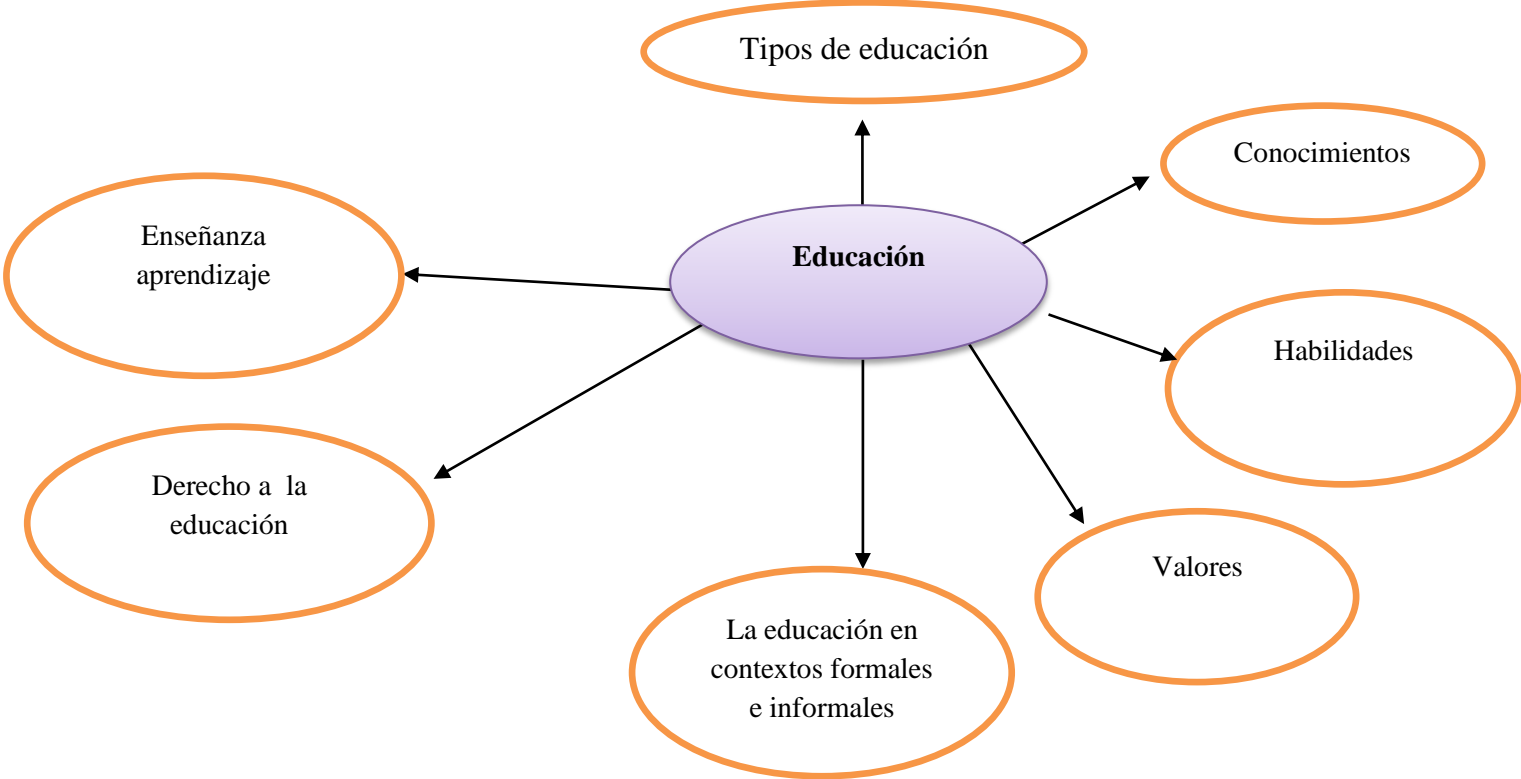 Tipos de educación
Conocimientos
Enseñanza
aprendizaje
Educación
Habilidades
Derecho a  la
educación
Valores
La educación en
contextos formales
e informales